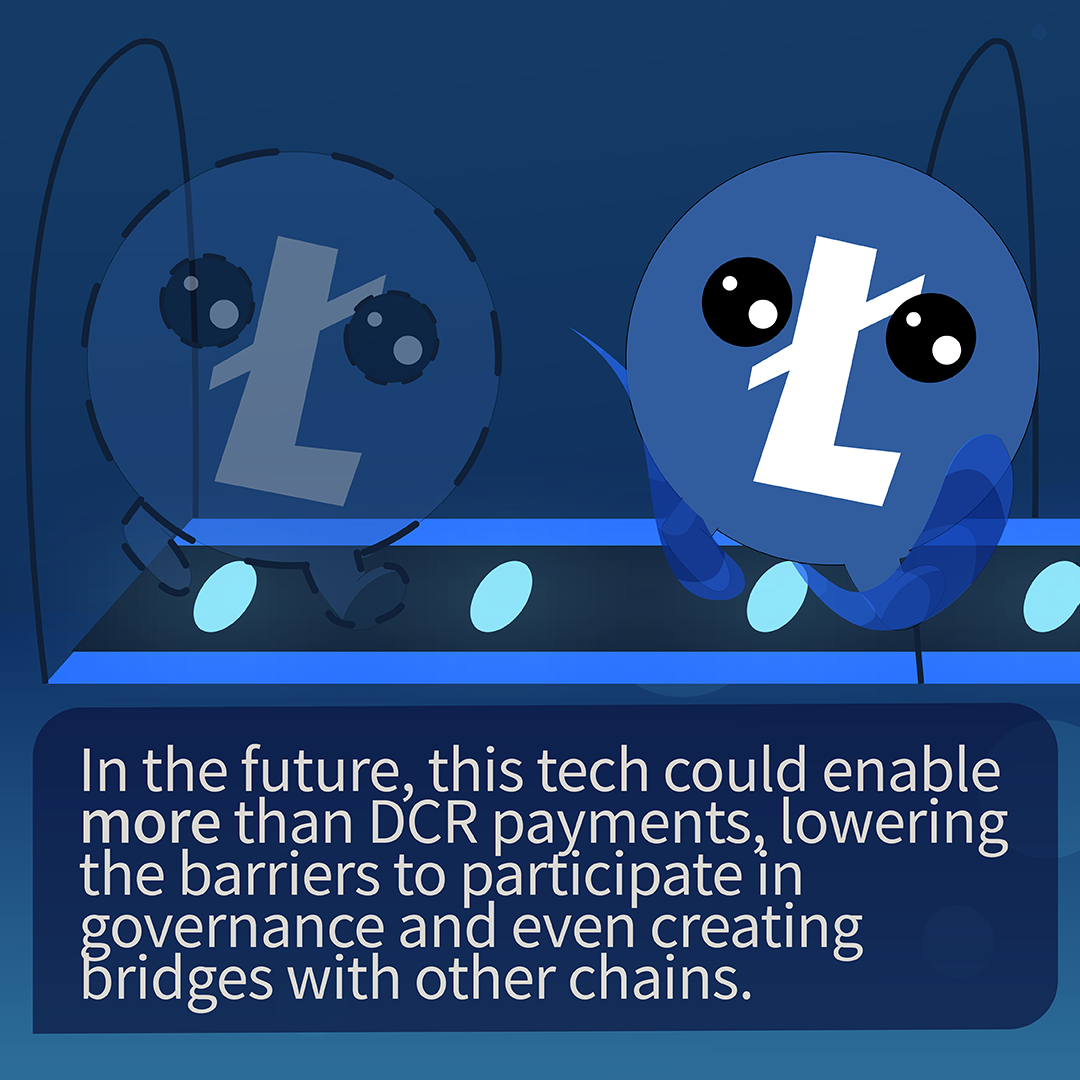 Ł
Ł
In the future, this tech could enable
more than DCR payments, lowering
the barriers to participate in
governance and even creating
bridges with other chains.